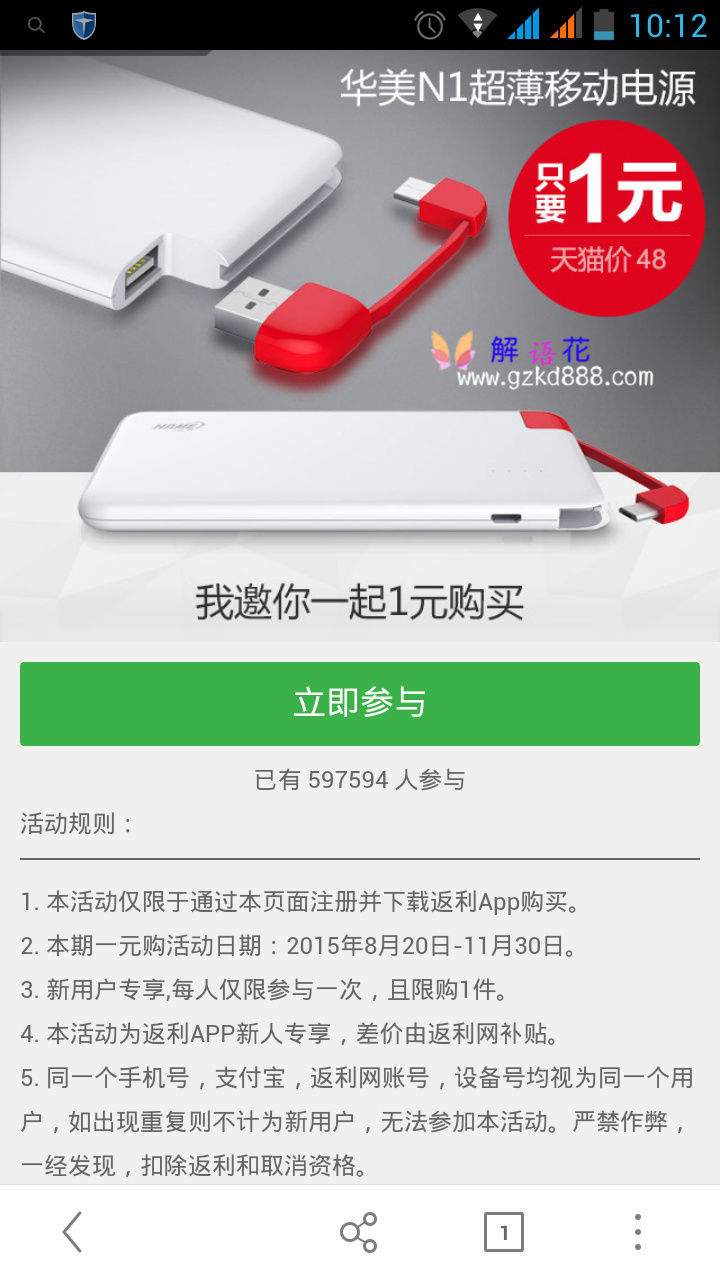 10:12
华美N1超薄移动电源
只要1元
天猫价 48
解语花
www.gzkd888.com
HAME
我邀你一起1元购买
立即参与
已有 597594 人参与
活动规则：
1. 本活动仅限于通过本页面注册并下载返利App购买。
2. 本期一元购活动日期：2015年8月20日-11月30日。
3. 新用户专享,每人仅限参与一次，且限购1件。
4. 本活动为返利APP新人专享，差价由返利网补贴。
5. 同一个手机号，支付宝，返利网账号，设备号均视为同一个用
户，如出现重复则不计为新用户，无法参加本活动。严禁作弊，
一经发现，扣除返利和取消资格。
1